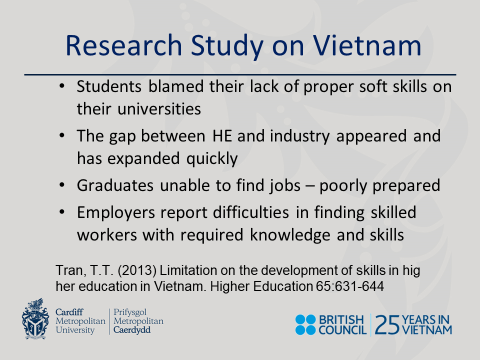 Research Study on Vietnam
• Students blamed their lack of proper soft skills on
their universities
• The gap between HE and industry appeared and
has expanded quickly
• Graduates unable to find jobs – poorly prepared
• Employers report difficulties in finding skilled
workers with required knowledge and skills
Tran, T.T. (2013) Limitation on the development of skills in hig
her education in Vietnam. Higher Education 65:631-644
Cardiff
Metropolitan
University
Prifysgol
Metropolitan
Caerdydd
BRITISH
COUNCIL
25 YEARS IN
VIETNAM